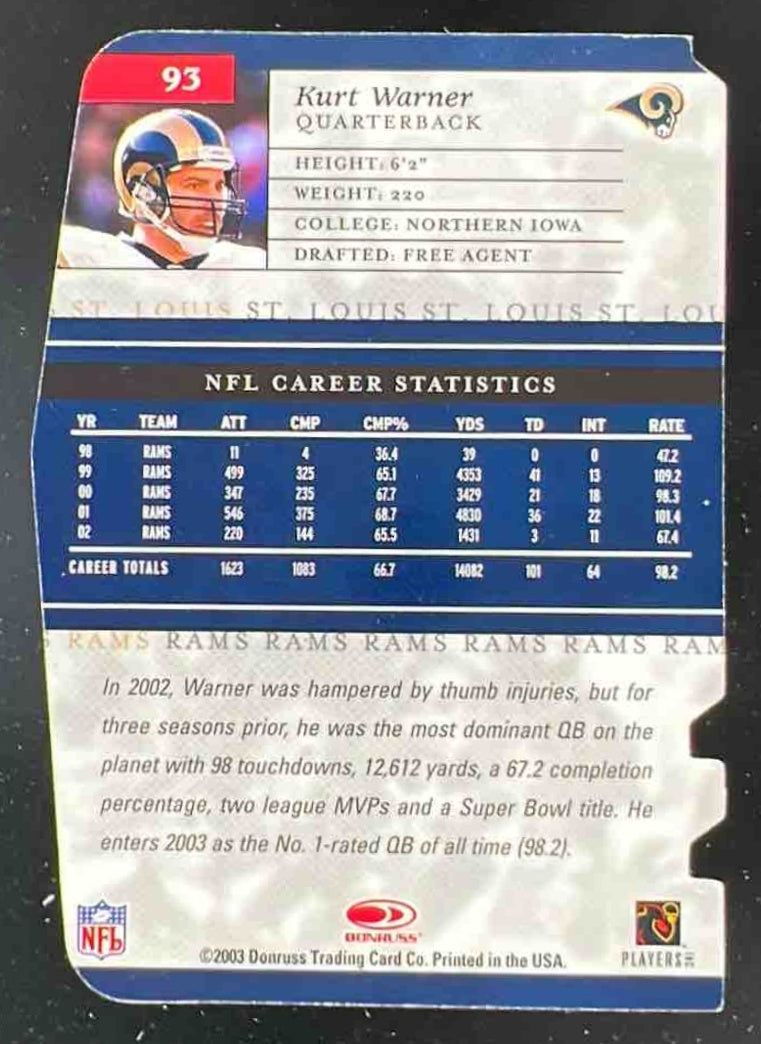 93
Kurt Warner
QUARTERBACK
HEIGHT: 6'2"
WEIGHT: 220
COLLEGE: NORTHERN IOWA
DRAFTED: FREE AGENT
ST. LOUIS ST. LOUIS ST. LOUIS ST. LOU
NFL CAREER STATISTICS
YR TEAM ATT CMP CMP% YDS TD INT RATE
98 RAMS 11 4 36.4 39 0 0 47.2
99 RAMS 499 325 65.1 4353 41 13 109.2
00 RAMS 347 235 67.7 3429 21 18 98.3
01 RAMS 546 375 68.7 4830 36 22 101.4
02 RAMS 220 144 65.5 1431 3 11 67.4
CAREER TOTALS 1623 1083 66.7 14082 101 64 98.2
S RAMS RAMS RAMS RAMS RAMS RAMS RAM
In 2002, Warner was hampered by thumb injuries, but for
three seasons prior, he was the most dominant QB on the
planet with 98 touchdowns, 12,612 yards, a 67.2 completion
percentage, two league MVPs and a Super Bowl title. He
enters 2003 as the No. 1-rated QB of all time (98.2).
NFL
DONRUSS
©2003 Donruss Trading Card Co. Printed in the USA.
PLAYERS INC